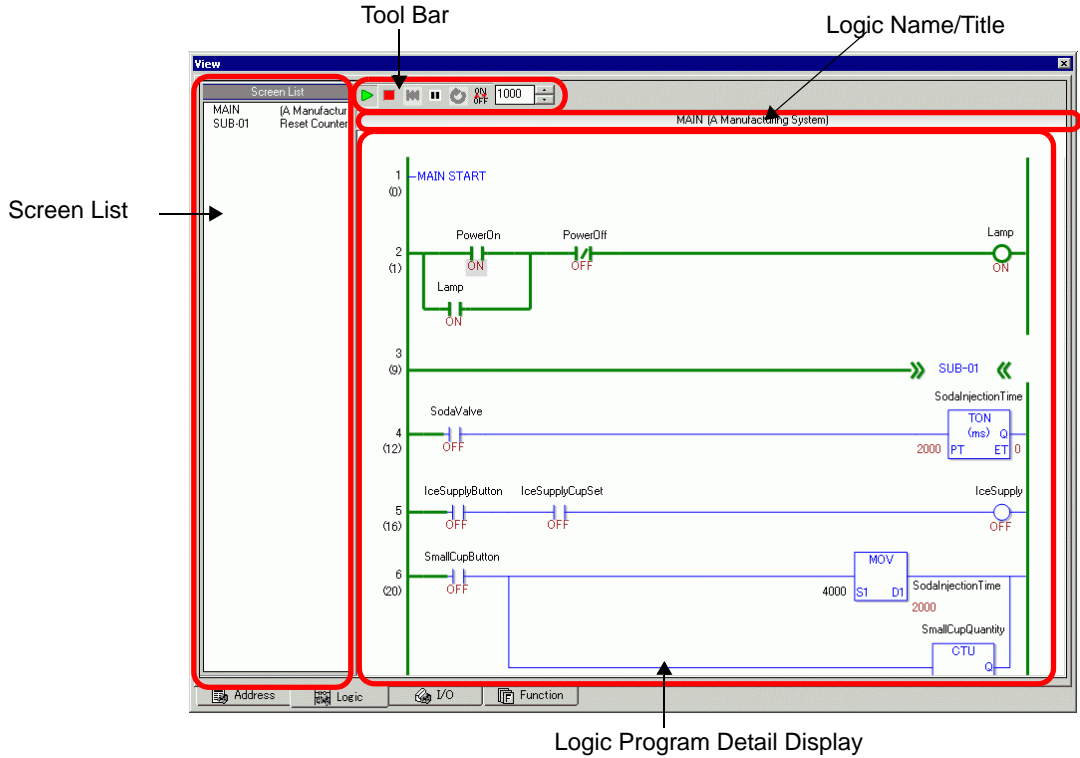 Tool Bar
Logic Name/Title
View
Screen List
MAIN (A Manufactur
SUB-01 Reset Counter
ON
OFF
1000
MAIN (A Manufacturing System)
Screen List
1
(0)
MAIN START
PowerOn PowerOff Lamp
2
(1)
ON OFF ON
Lamp
ON
3
(9)
SUB-01
SodaInjectionTime
SodaValve
4
(12)
OFF
TON
(ms) Q
2000 PT ET 0
IceSupplyButton IceSupplyCupSet IceSupply
5
(16)
OFF OFF OFF
SmallCupButton
6
(20)
OFF
MOV
4000 S1 D1 SodaInjectionTime
2000
SmallCupQuantity
CTU
Q
Address Logic I/O Function
Logic Program Detail Display